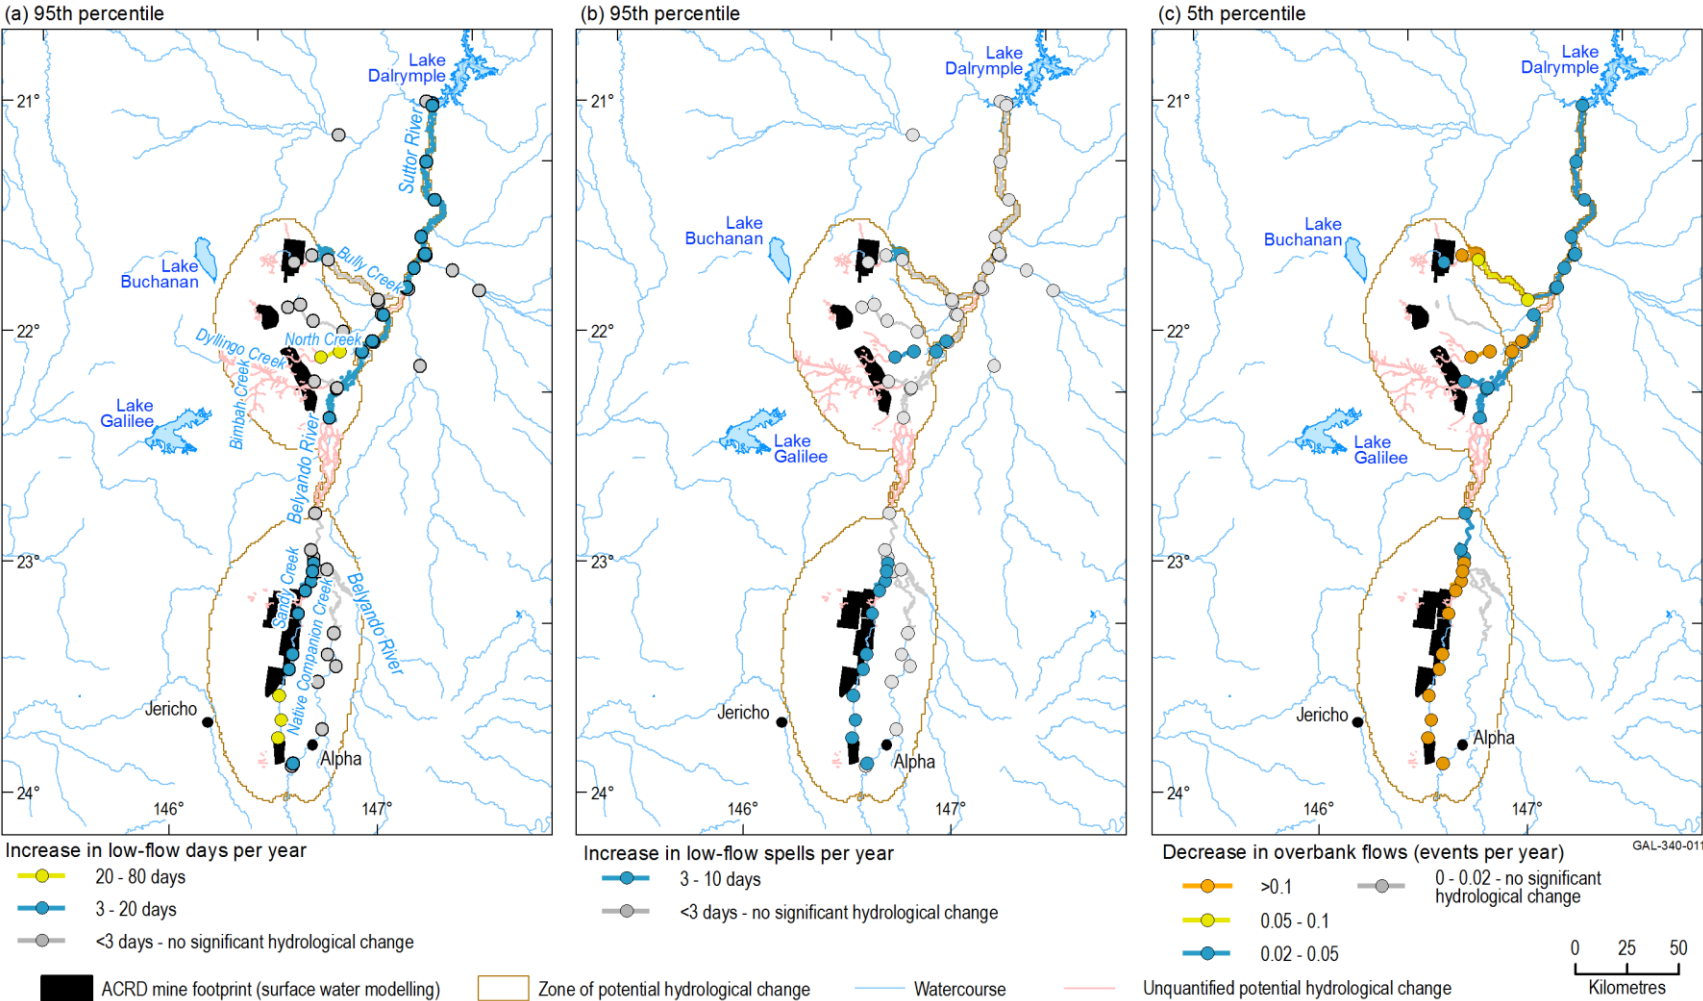 (a) 95th percentile
(b) 95th percentile
(c) 5th percentile
Lake
Dalrymple
21°
Suttor River
Lake
Buchanan
Bully Creek
22°
North Creek
Dyllingo Creek
Bimbah Creek
Lake
Galilee
Belyando River
23°
Sandy Creek
Native Companion Creek
Belyando River
Jericho
Alpha
24°
146°
147°
Lake
Dalrymple
21°
Lake
Buchanan
22°
Lake
Galilee
23°
Jericho
Alpha
24°
146°
147°
Lake
Dalrymple
21°
Lake
Buchanan
22°
Lake
Galilee
23°
Jericho
Alpha
24°
146°
147°
GAL-340-011
Increase in low-flow days per year
20 - 80 days
3 - 20 days
<3 days - no significant hydrological change
Increase in low-flow spells per year
3 - 10 days
<3 days - no significant hydrological change
Decrease in overbank flows (events per year)
>0.1
0.05 - 0.1
0.02 - 0.05
0 - 0.02 - no significant
hydrological change
0 25 50
Kilometres
ACRD mine footprint (surface water modelling)
Zone of potential hydrological change
Watercourse
Unquantified potential hydrological change